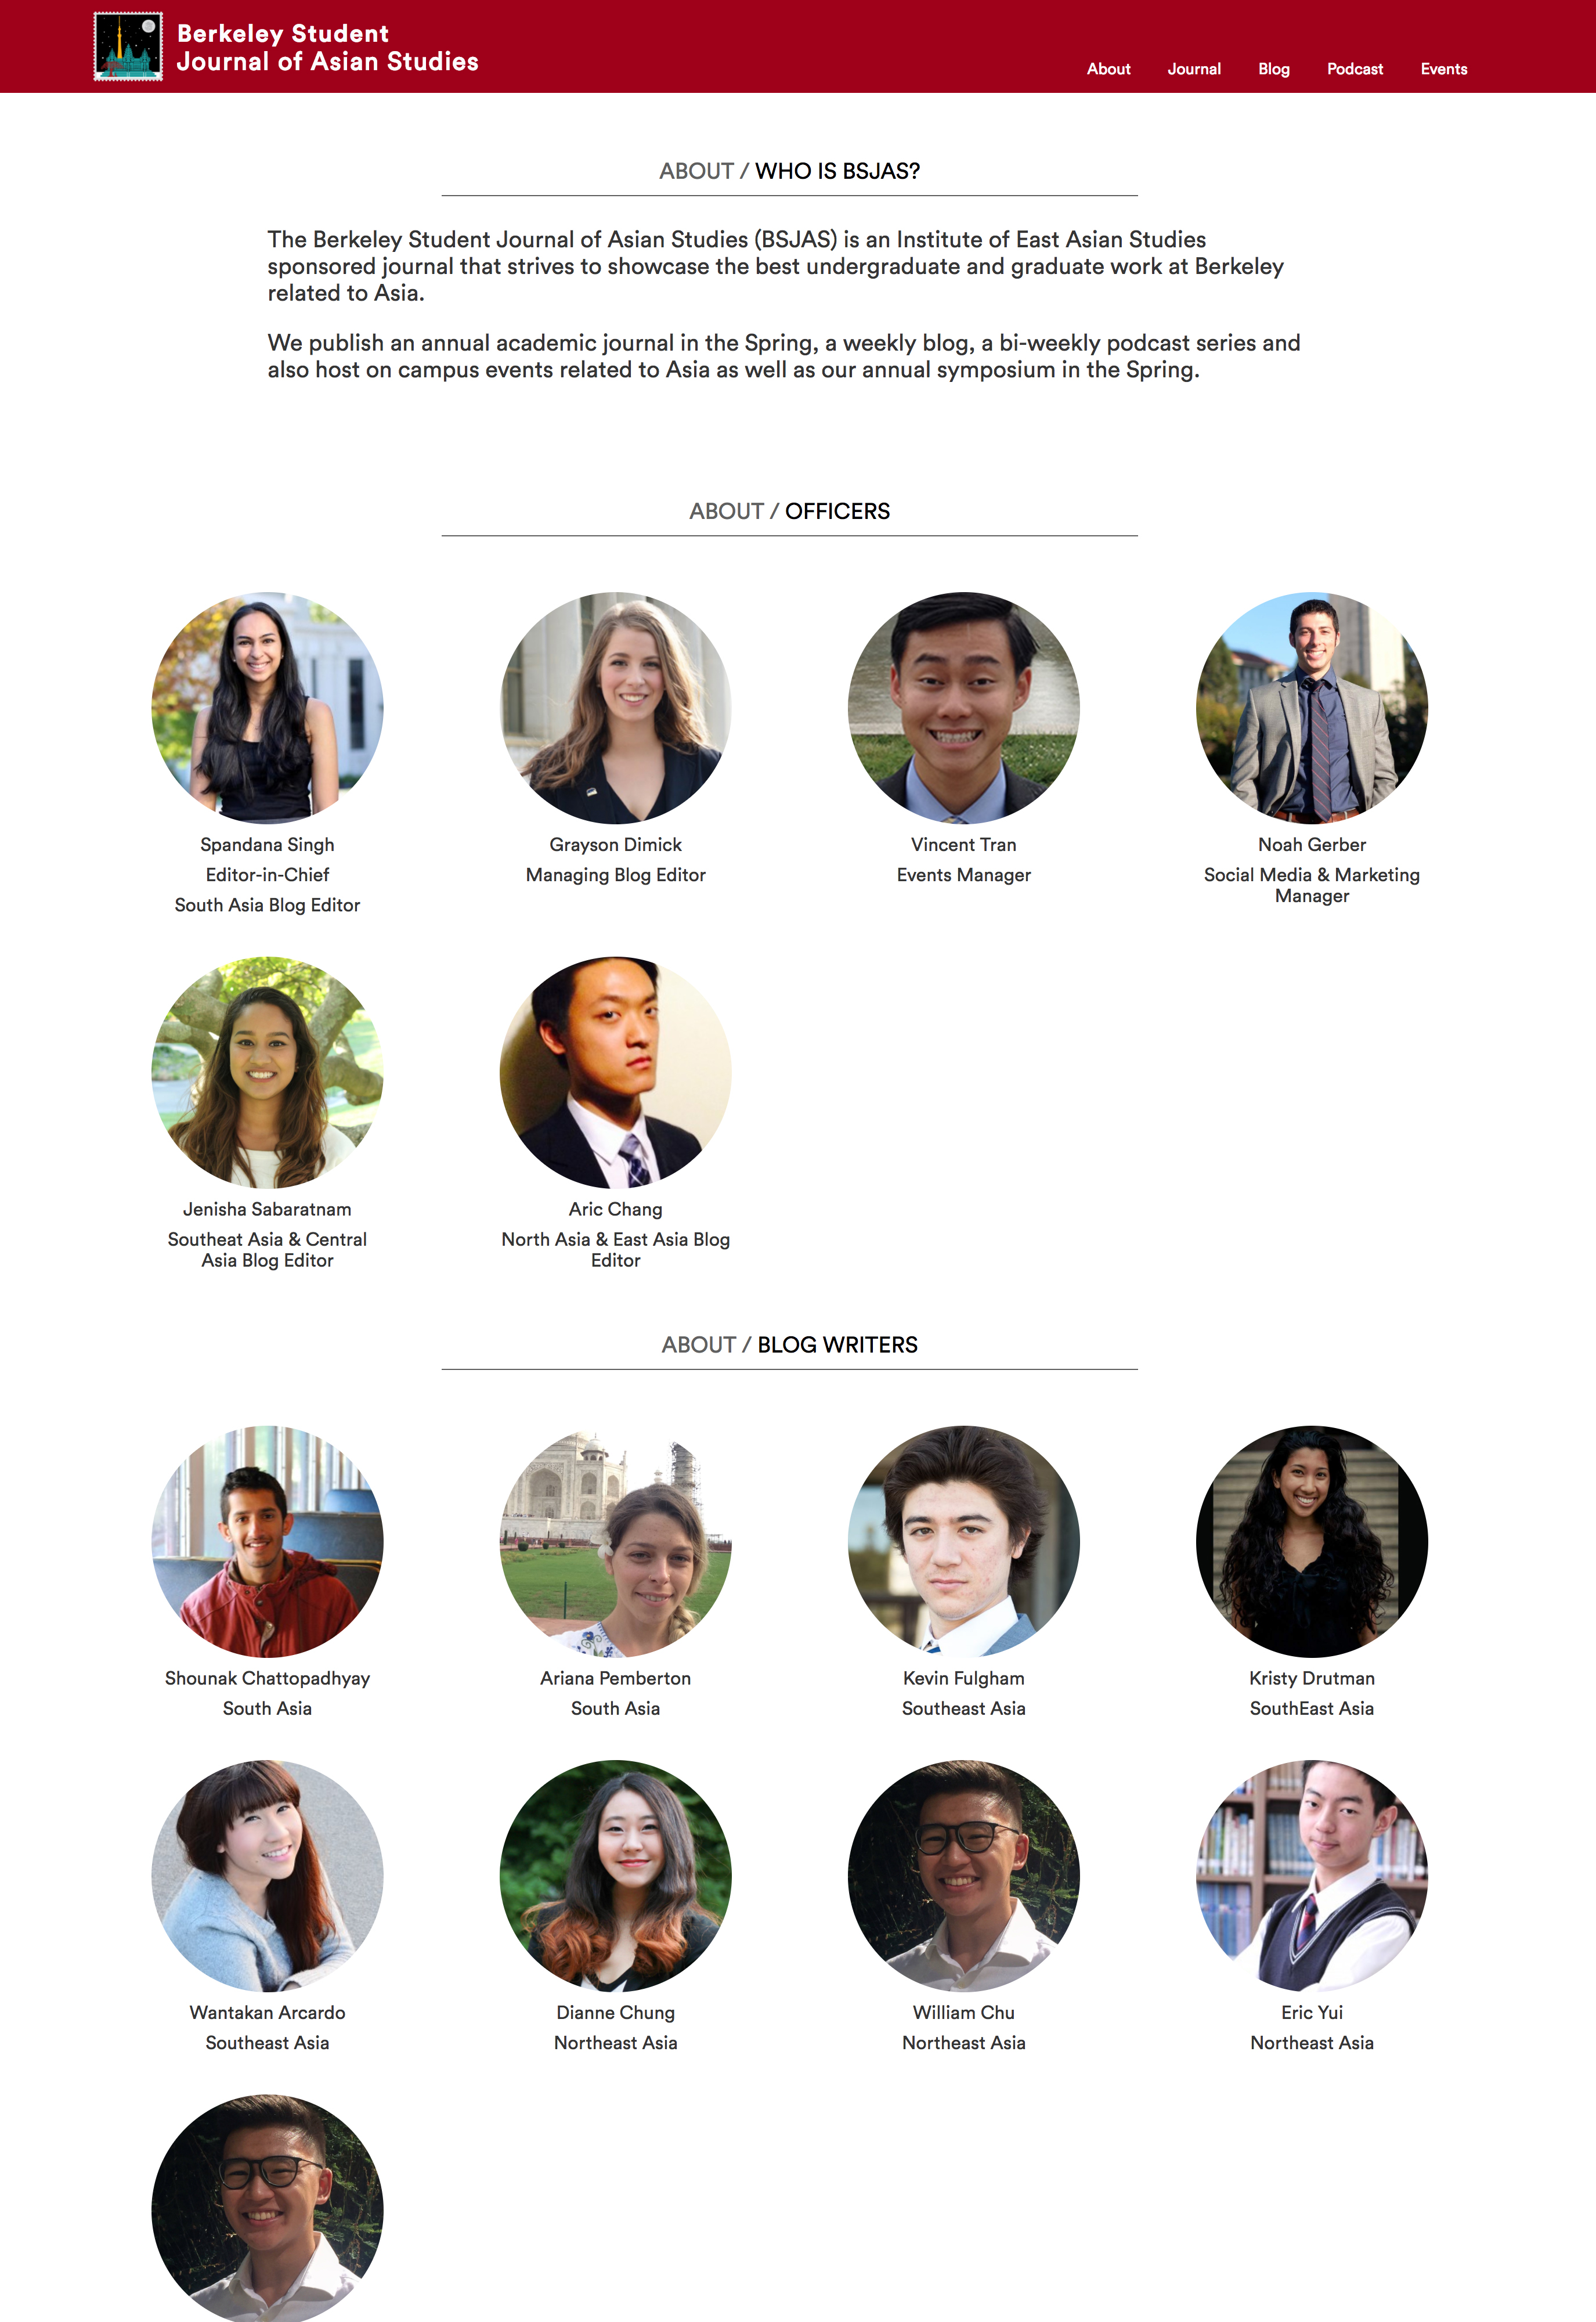 Berkeley Student
Journal of Asian Studies
About
Journal
Blog
Podcast
Events
ABOUT / WHO IS BSJAS?
The Berkeley Student Journal of Asian Studies (BSJAS) is an Institute of East Asian Studies
sponsored journal that strives to showcase the best undergraduate and graduate work at Berkeley
related to Asia.
We publish an annual academic journal in the Spring, a weekly blog, a bi-weekly podcast series and
also host on campus events related to Asia as well as our annual symposium in the Spring.
ABOUT / OFFICERS
Spandana Singh
Editor-in-Chief
South Asia Blog Editor
Grayson Dimick
Managing Blog Editor
Vincent Tran
Events Manager
Noah Gerber
Social Media & Marketing
Manager
Jenisha Sabaratnam
Southeat Asia & Central
Asia Blog Editor
Aric Chang
North Asia & East Asia Blog
Editor
ABOUT / BLOG WRITERS
Shounak Chattopadhyay
South Asia
Ariana Pemberton
South Asia
Kevin Fulgham
Southeast Asia
Kristy Drutman
SouthEast Asia
Wantakan Arcardo
Southeast Asia
Dianne Chung
Northeast Asia
William Chu
Northeast Asia
Eric Yui
Northeast Asia